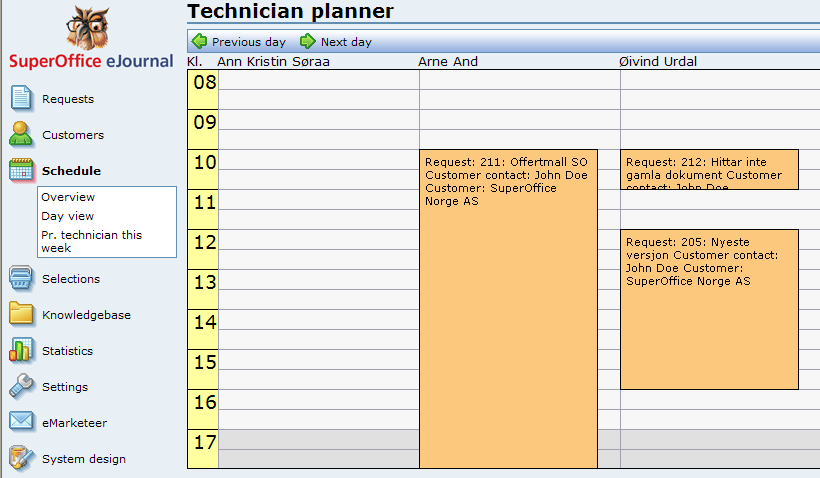 Technician planner
Previous day Next day
SuperOffice eJournal
Kl. Ann Kristin Søraa Arne And Øivind Urdal
Requests
Customers
Schedule
Overview
Day view
Pr. technician this
week
Selections
Knowledgebase
Statistics
Settings
eMarketeer
System design
08
09
10
11
12
13
14
15
16
17
Request: 211: Offertmall SO
Customer contact: John Doe
Customer: SuperOffice
Norge AS
Request: 212: Hittar inte
gamla dokument Customer
contact: John Doe
Request: 205: Nyeste
versjon Customer contact:
John Doe Customer:
SuperOffice Norge AS